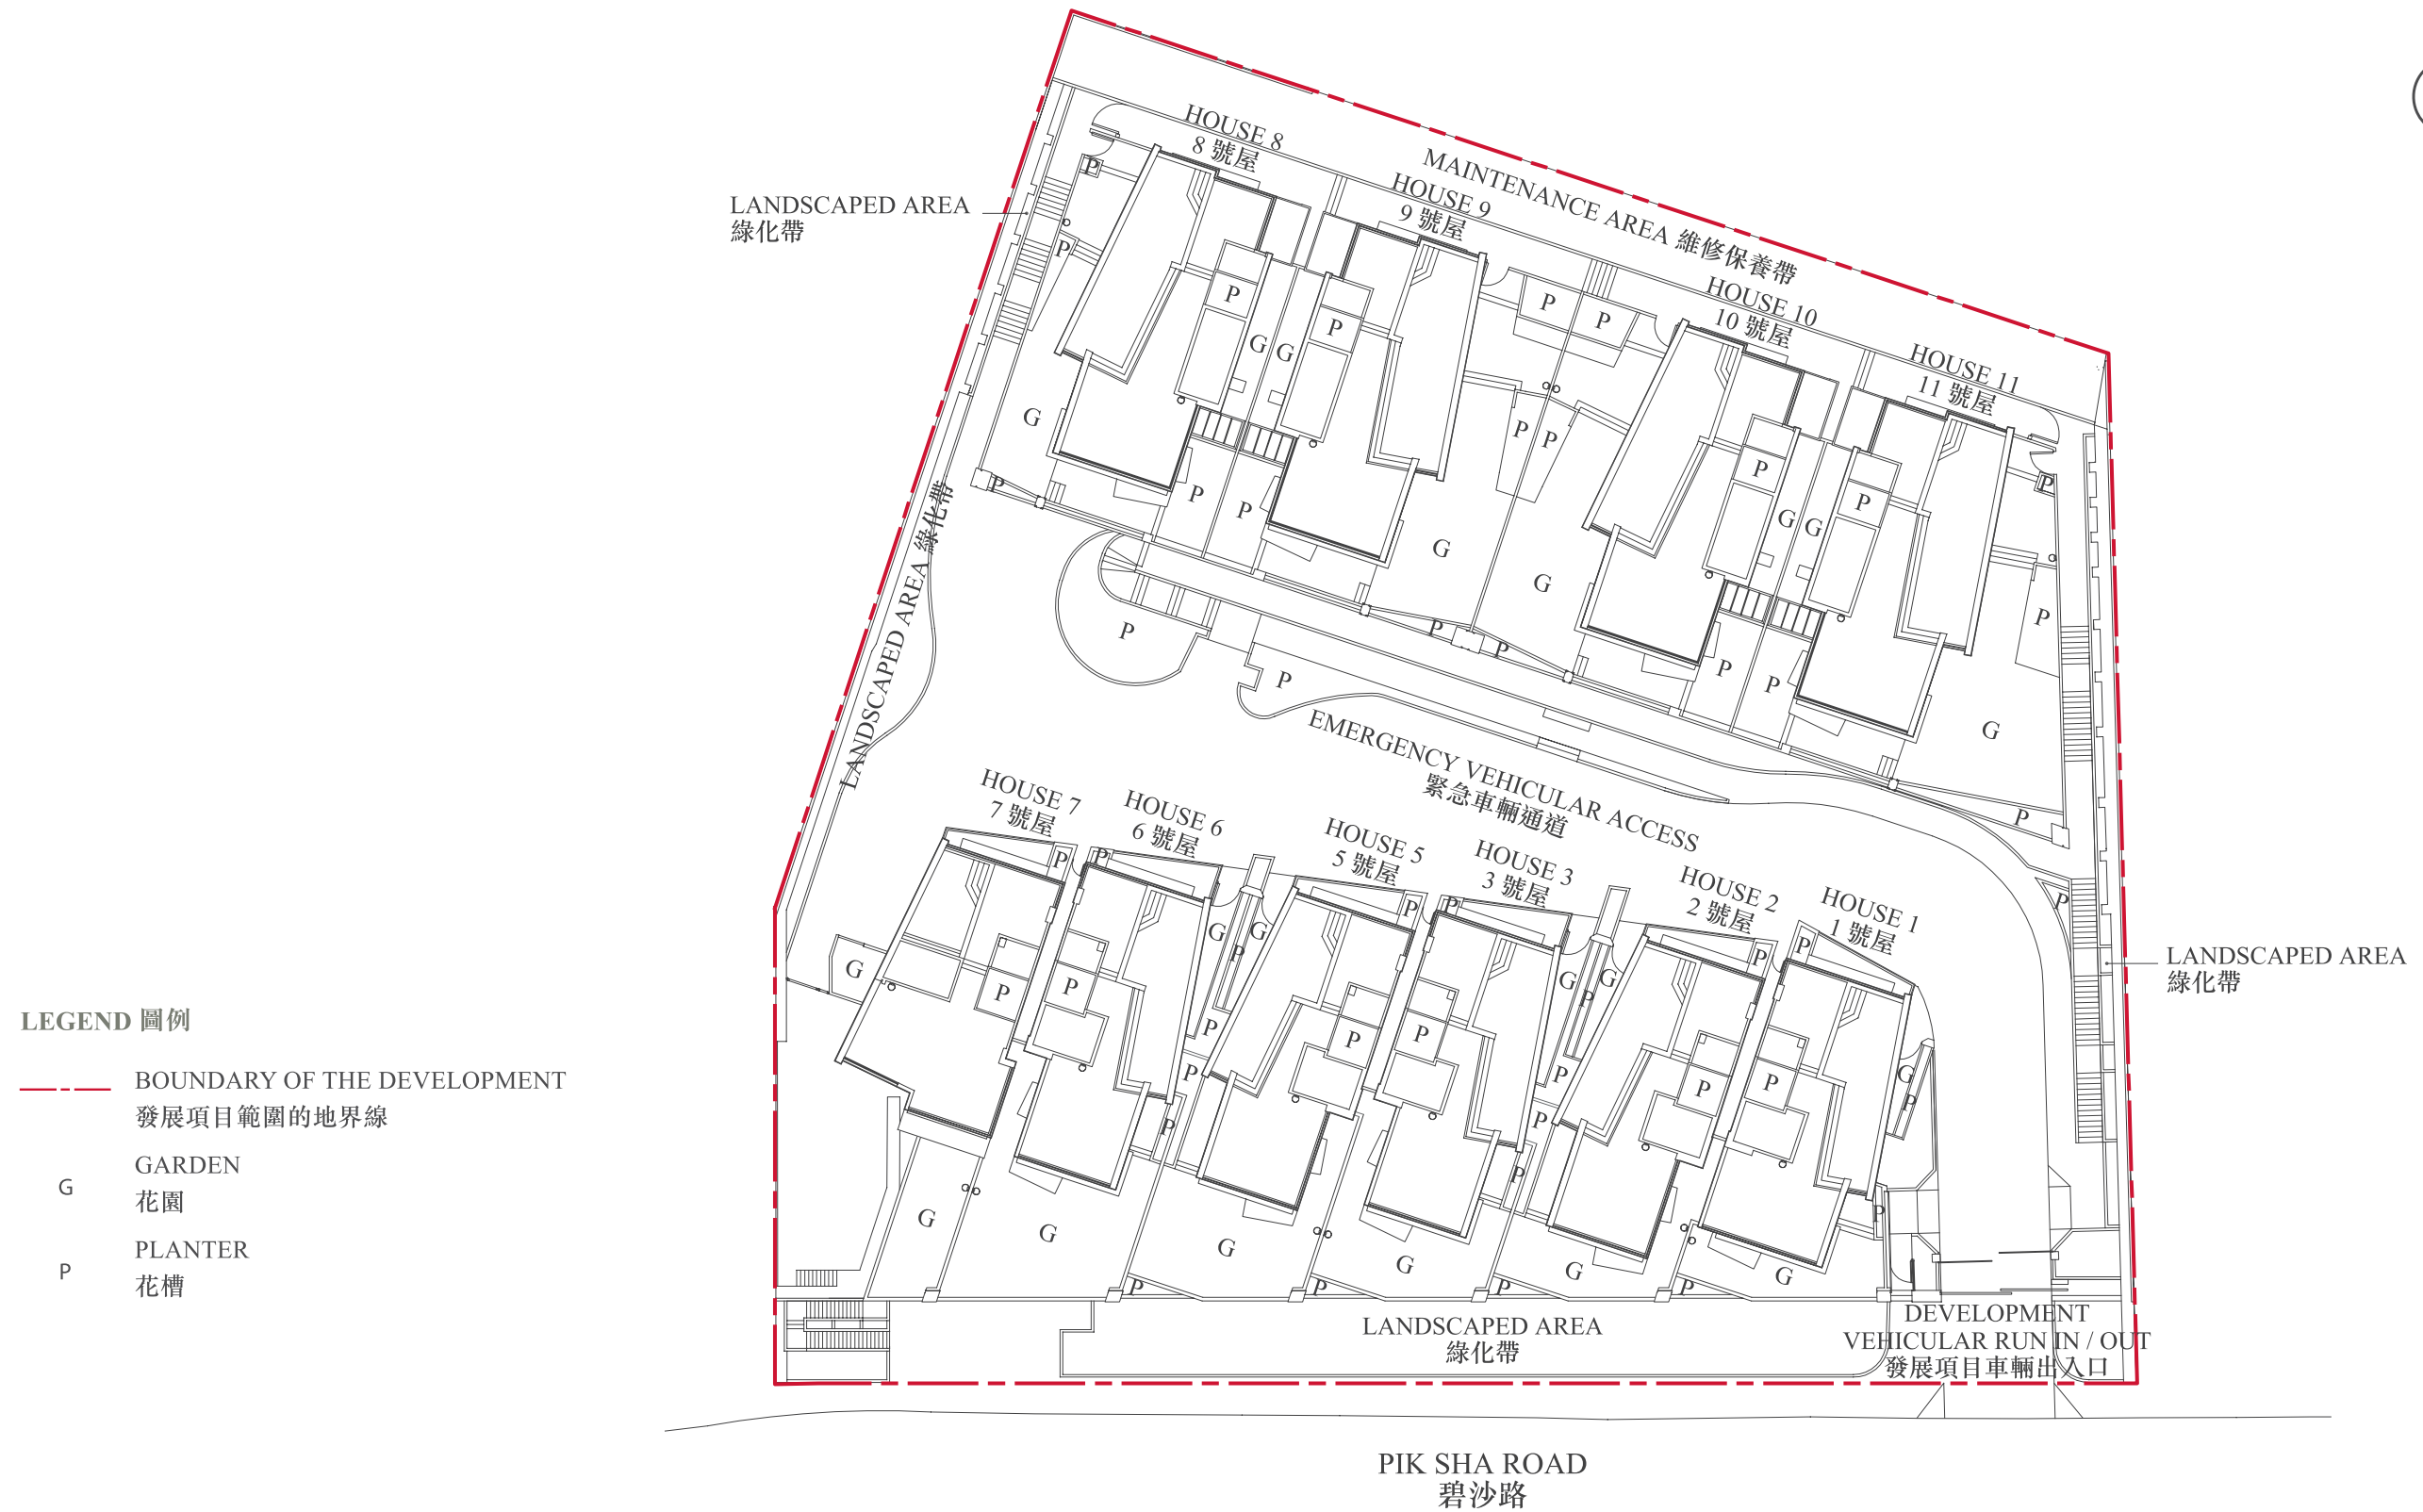 HOUSE 8
8 號屋
MAINTENANCE AREA 維修保養帶
HOUSE 9
9 號屋
HOUSE 10
10 號屋
HOUSE 11
11 號屋
LANDSCAPED AREA
綠化帶
P
P
P
P
P
P
G
G
G
P
P
P
P
P
G
G
P
P
P
P
G
G
P
P
G
P
P
P
P
P
P
G
LANDSCAPED AREA 綠化帶
EMERGENCY VEHICULAR ACCESS
緊急車輛通道
HOUSE 7
7 號屋
HOUSE 6
6 號屋
HOUSE 5
5 號屋
HOUSE 3
3 號屋
HOUSE 2
2 號屋
HOUSE 1
1 號屋
P
P
P
P
P
P
P
G
G
P
G
G
P
G
P
P
P
P
P
P
P
P
P
P
P
G
P
P
P
P
P
LANDSCAPED AREA
綠化帶
G
G
G
G
G
G
P
P
P
P
LEGEND 圖例
BOUNDARY OF THE DEVELOPMENT
發展項目範圍的地界線
G
GARDEN
花園
P
PLANTER
花槽
LANDSCAPED AREA
綠化帶
DEVELOPMENT
VEHICULAR RUN IN / OUT
發展項目車輛出入口
PIK SHA ROAD
碧沙路